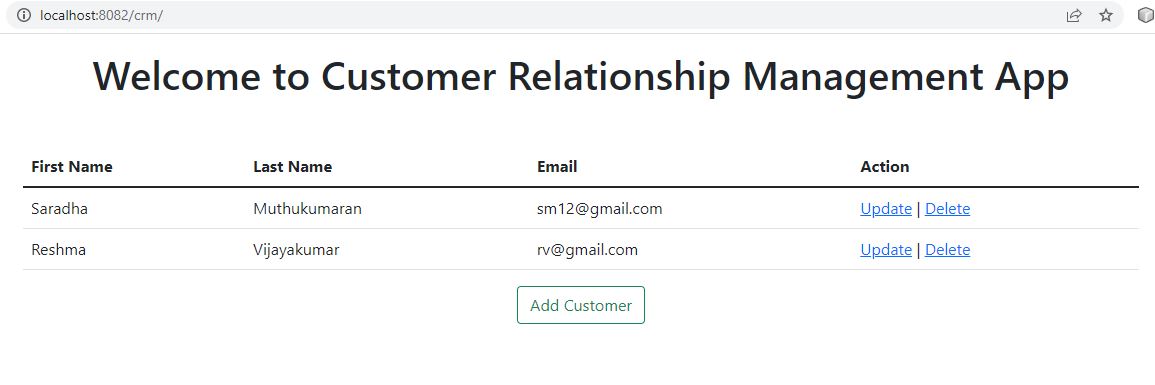 localhost:8082/crm/
Welcome to Customer Relationship Management App
First Name Last Name Email Action
Saradha Muthukumaran sm12@gmail.com Update | Delete
Reshma Vijayakumar rv@gmail.com Update | Delete
Add Customer